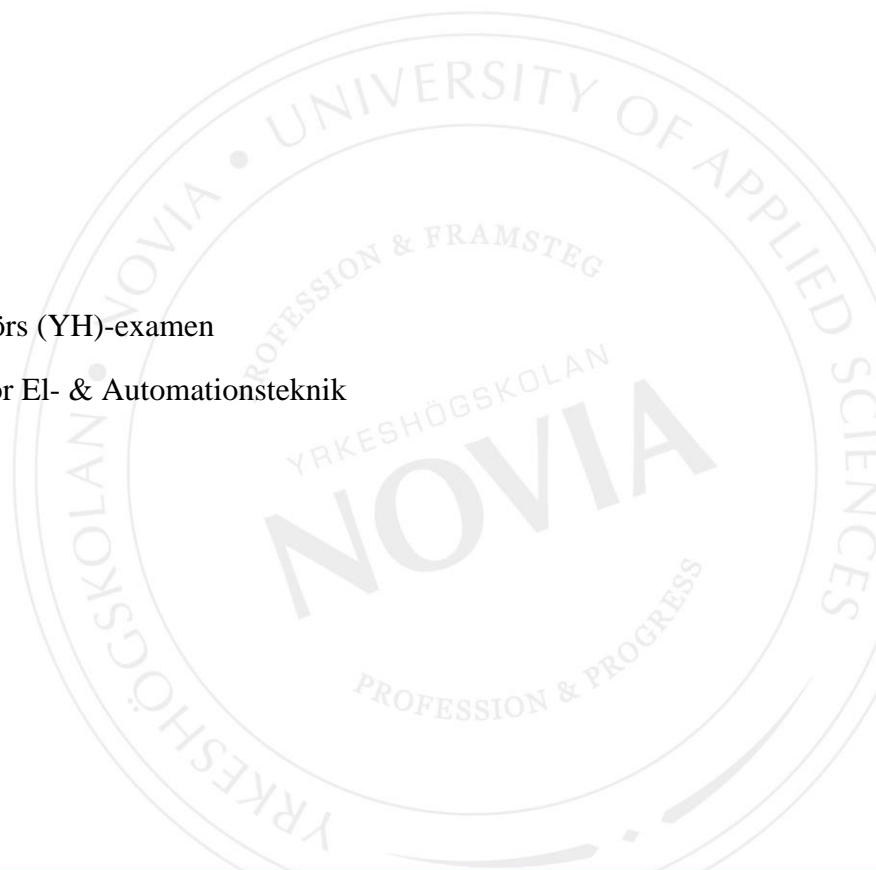 örs (YH)-examen
or El- & Automationsteknik
YRKESHÖGSKOLAN • NOVIA • UNIVERSITY OF APPLIED SCIENCES
PROFESSION & FRAMSTEG
YRKESHÖGSKOLAN
NOVIA
PROFESSION & PROGRESS